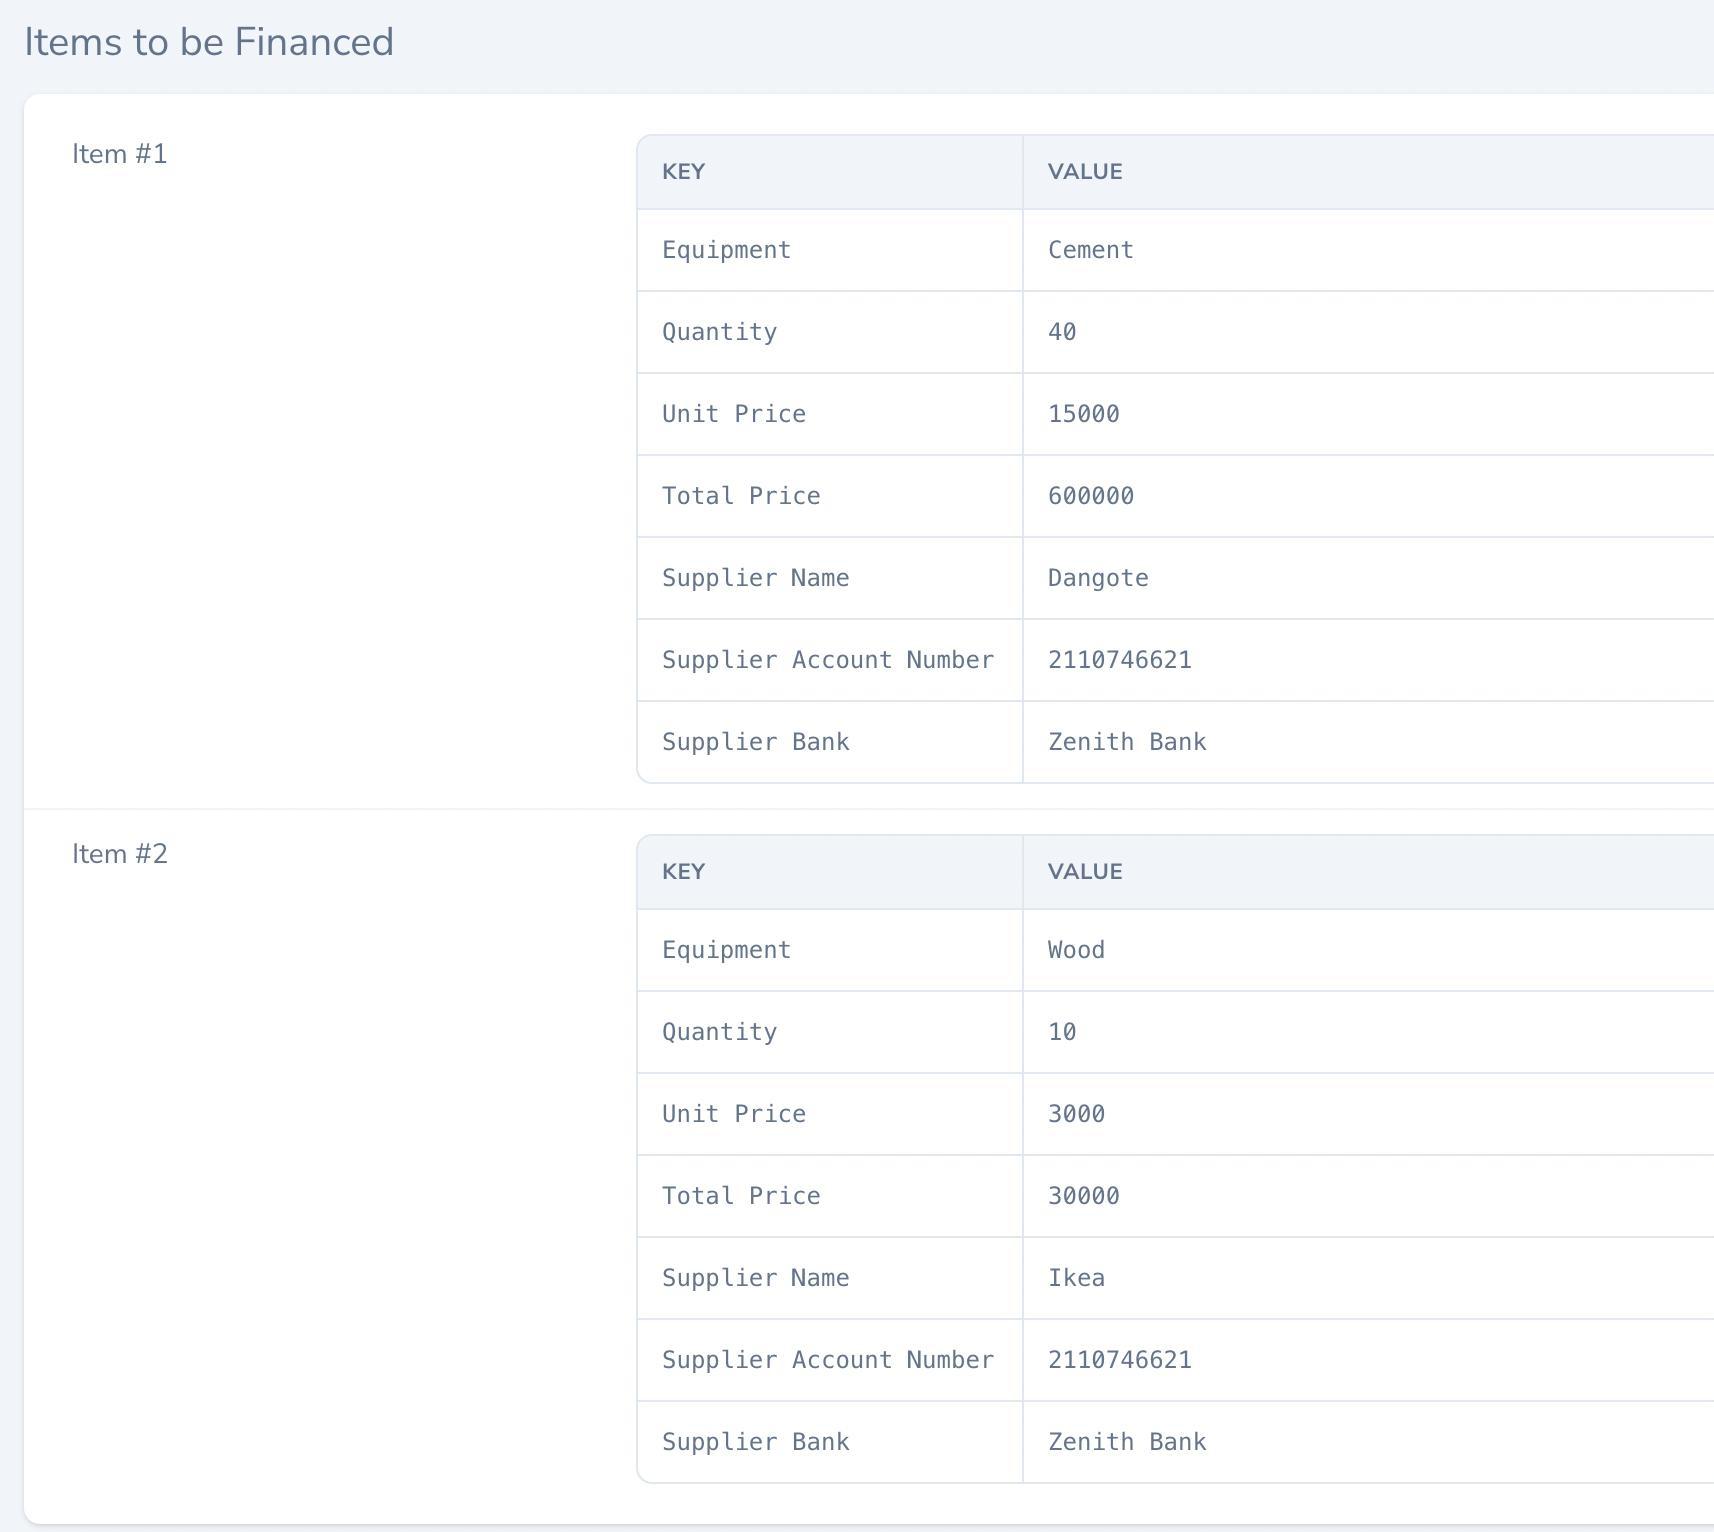 Items to be Financed
Item #1
KEY VALUE
Equipment Cement
Quantity 40
Unit Price 15000
Total Price 600000
Supplier Name Dangote
Supplier Account Number 2110746621
Supplier Bank Zenith Bank
Item #2
KEY VALUE
Equipment Wood
Quantity 10
Unit Price 3000
Total Price 30000
Supplier Name Ikea
Supplier Account Number 2110746621
Supplier Bank Zenith Bank